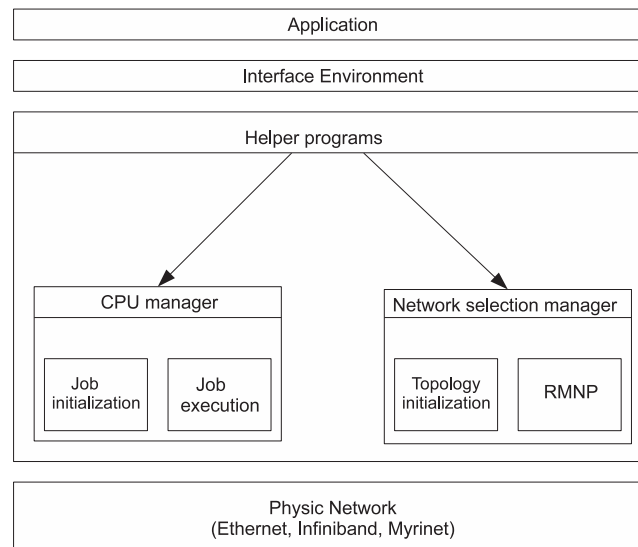 Application
Interface Environment
Helper programs
CPU manager
Job
initialization
Job
execution
Network selection manager
Topology
initialization
RMNP
Physic Network
(Ethernet, Infiniband, Myrinet)